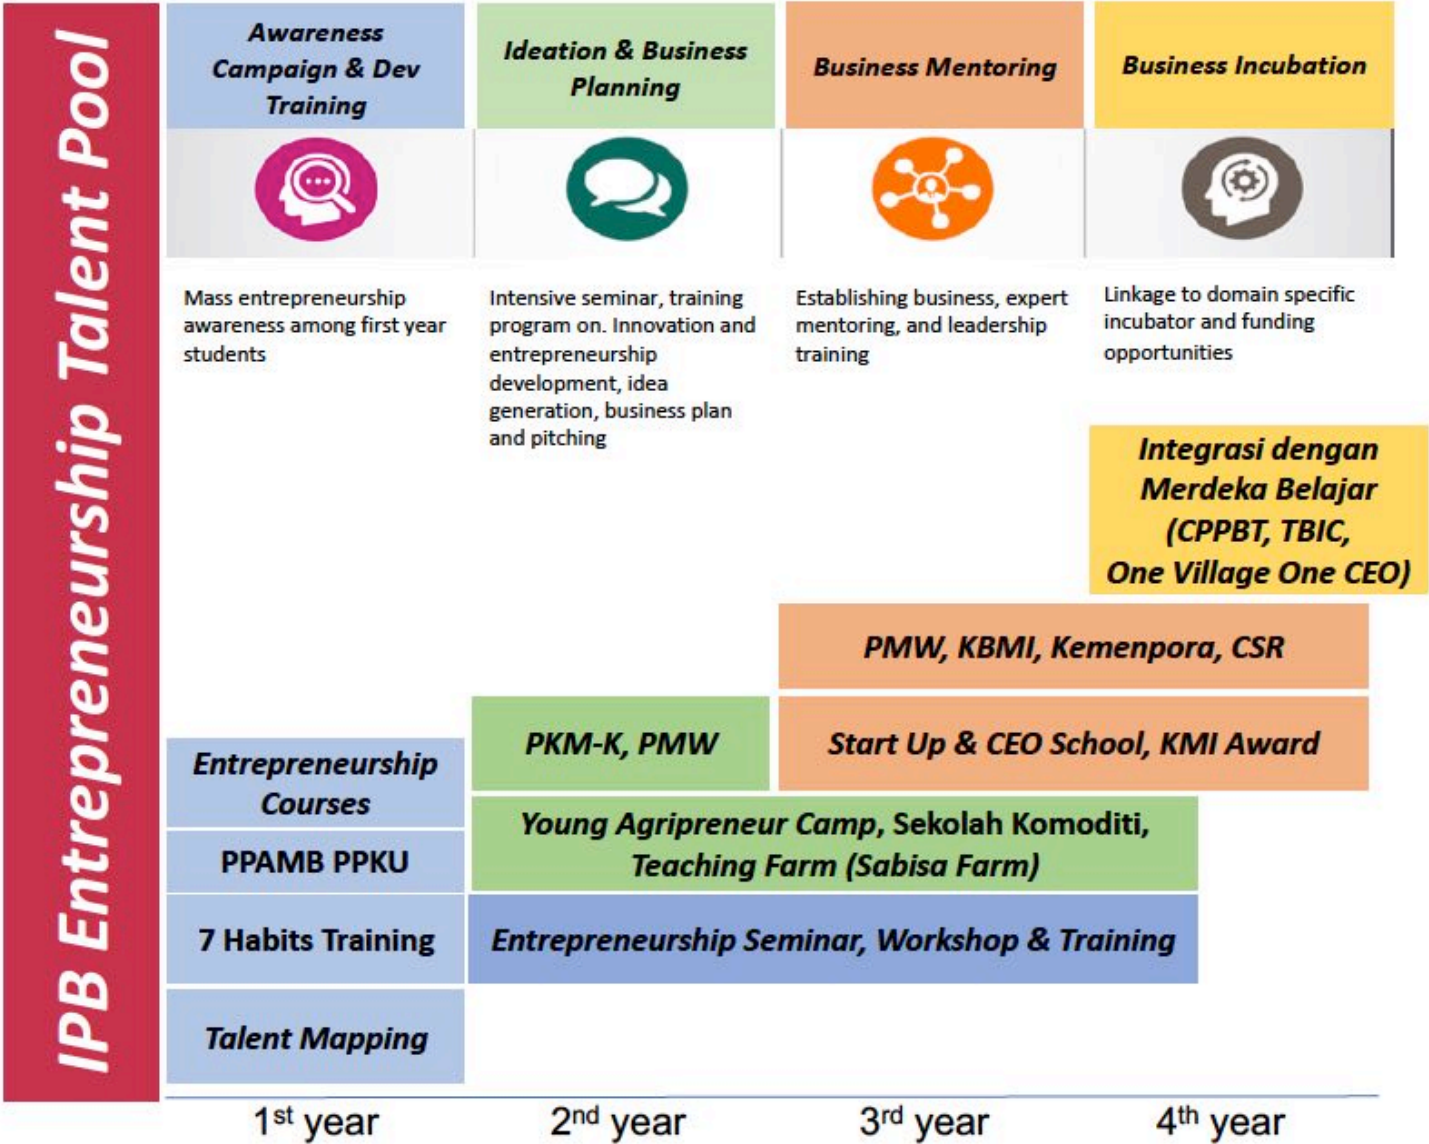 IPB Entrepreneurship Talent Pool
Awareness
Campaign & Dev
Training
Ideation & Business
Planning
Business Mentoring
Business Incubation
Mass entrepreneurship
awareness among first year
students
Intensive seminar, training
program on. Innovation and
entrepreneurship
development, idea
generation, business plan
and pitching
Establishing business, expert
mentoring, and leadership
training
Linkage to domain specific
incubator and funding
opportunities
Integrasi dengan
Merdeka Belajar
(CPPBT, TBIC,
One Village One CEO)
PMW, KBMI, Kemenpora, CSR
PKM-K, PMW
Start Up & CEO School, KMI Award
Entrepreneurship
Courses
Young Agripreneur Camp, Sekolah Komoditi,
Teaching Farm (Sabisa Farm)
PPAMB PPKU
7 Habits Training
Entrepreneurship Seminar, Workshop & Training
Talent Mapping
1st year
2nd year
3rd year
4th year